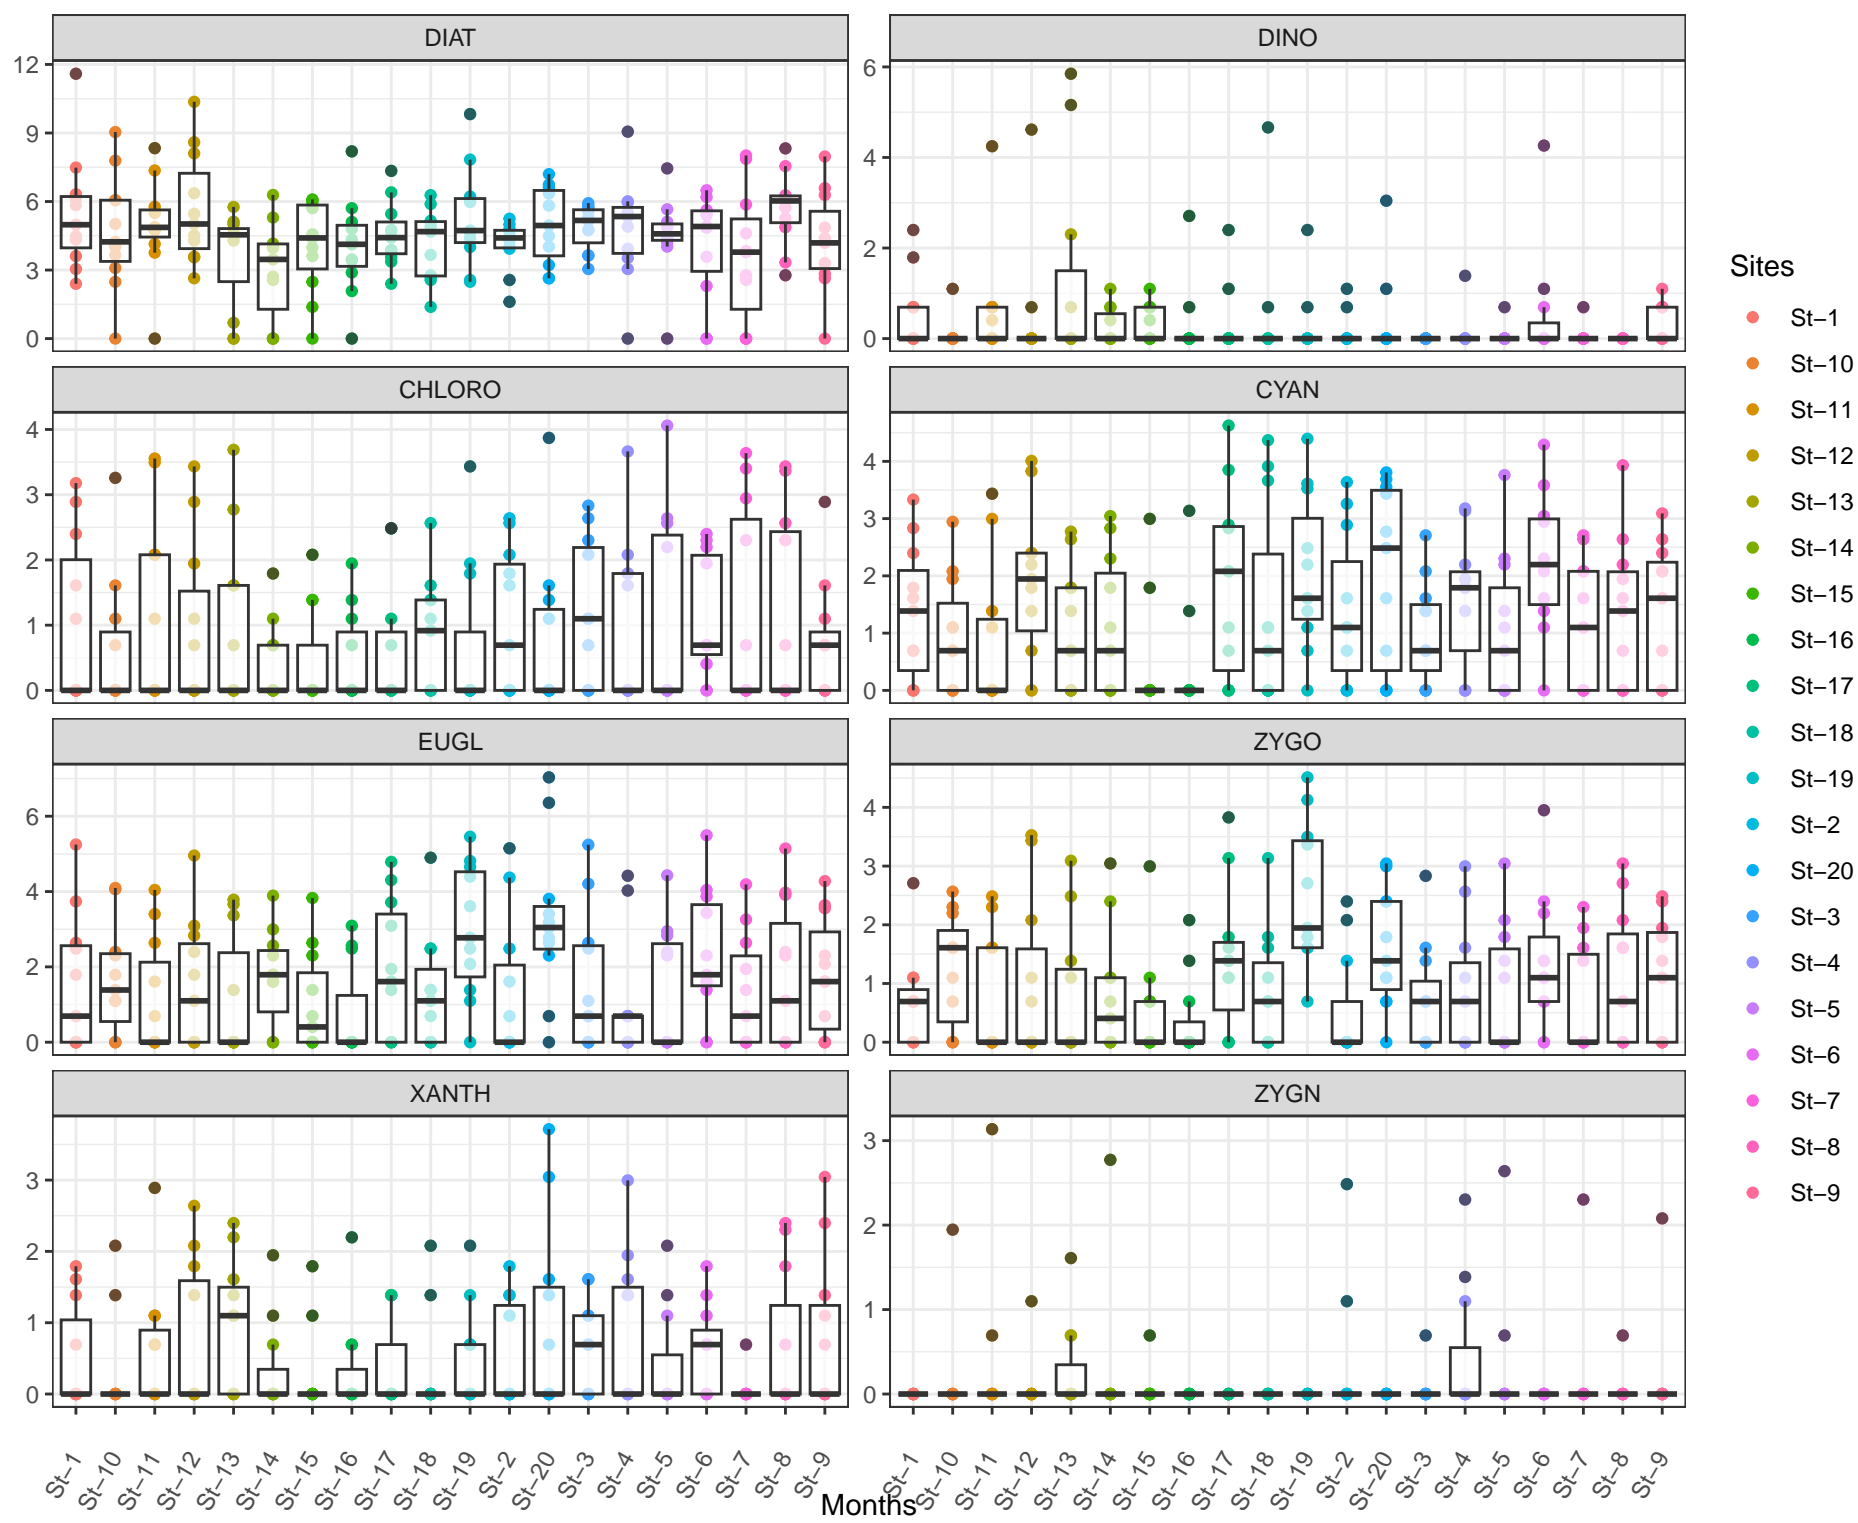 DIAT
DINO
12
9
6
3
0
6
4
2
0
CHLORO
CYAN
4
3
2
1
0
4
3
2
1
0
EUGL
ZYGO
6
4
2
0
4
3
2
1
0
XANTH
ZYGN
3
2
1
0
3
2
1
0
St−1 St−10 St−11 St−12 St−13 St−14 St−15 St−16 St−17 St−18 St−19 St−2 St−20 St−3 St−4 St−5 St−6 St−7 St−8 St−9
St−1 St−10 St−11 St−12 St−13 St−14 St−15 St−16 St−17 St−18 St−19 St−2 St−20 St−3 St−4 St−5 St−6 St−7 St−8 St−9
Months
Sites
St−1
St−10
St−11
St−12
St−13
St−14
St−15
St−16
St−17
St−18
St−19
St−2
St−20
St−3
St−4
St−5
St−6
St−7
St−8
St−9